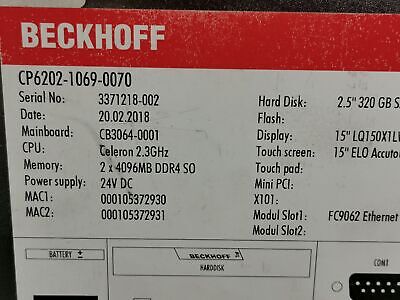 BECKHOFF
CP6202-1069-0070
Serial No: 3371218-002
Date: 20.02.2018
Mainboard: CB3064-0001
CPU: Celeron 2.3GHz
Memory: 2 x 4096MB DDR4 SO
Power supply: 24V DC
MAC1: 000105372930
MAC2: 000105372931
Hard Disk: 2.5" 320 GB S
Flash:
Display: 15" LQ150X1L
Touch screen: 15" ELO Accuto
Touch pad:
Mini PCI:
X101:
Modul Slot1: FC9062 Ethernet
Modul Slot2:
BATTERY
BECKHOFF
HARDDISK
COM1